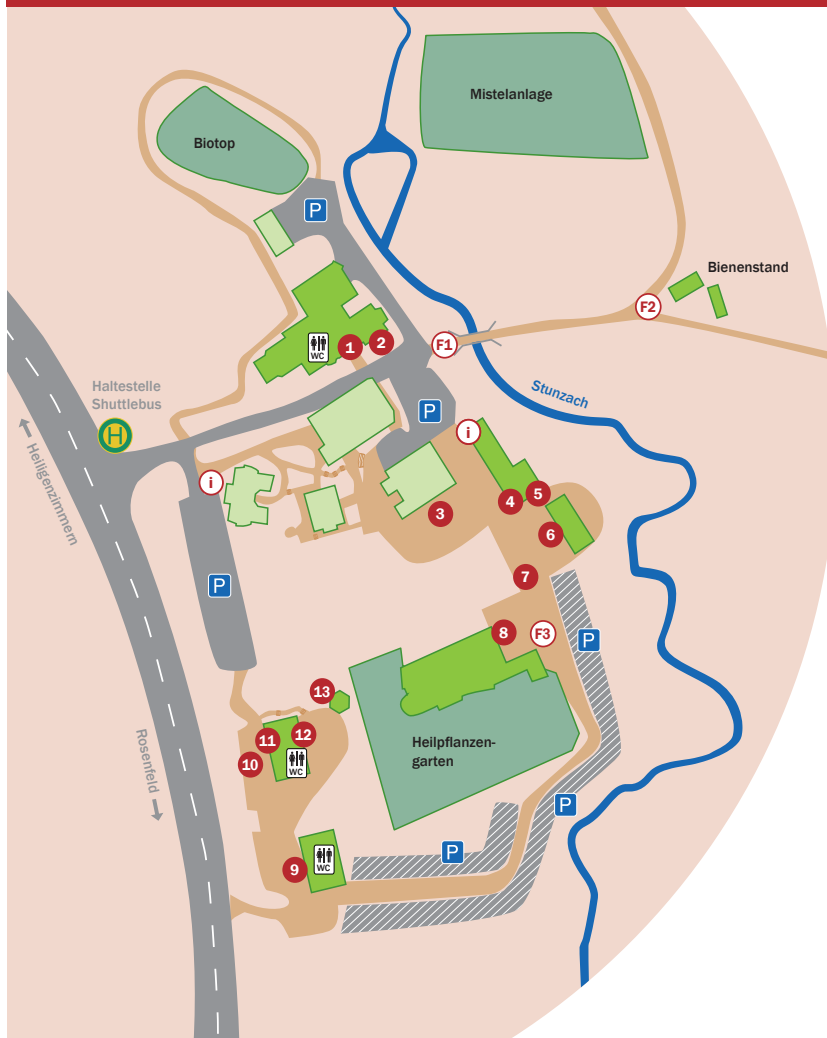 Mistelanlage
Biotop
P
Bienenstand
F2
F1
WC
1
2
Haltestelle
Shuttlebus
H
Stunzach
P
i
i
Heiligenzimmern
3
4
5
6
7
P
8
F3
P
13
11
12
10
WC
Rosenfeld
Heilpflanzen-
garten
P
P
9
WC